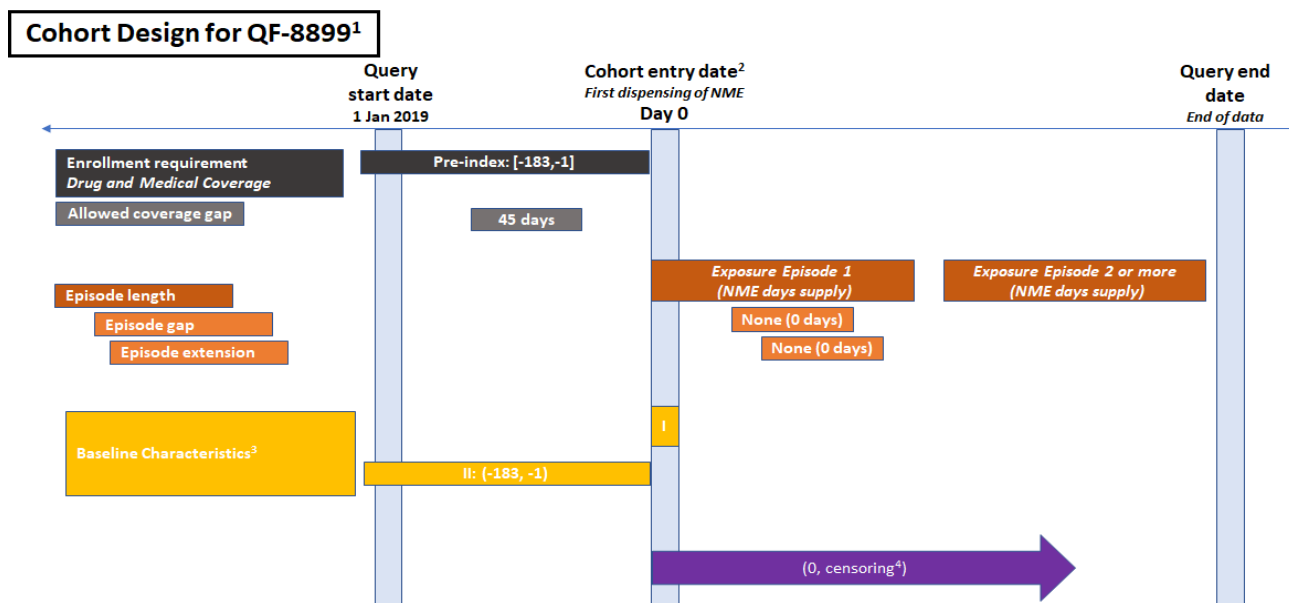 Cohort Design for QF-8899¹
Query
start date
1 Jan 2019
Cohort entry date²
First dispensing of NME
Day 0
Query end
date
End of data
Enrollment requirement
Drug and Medical Coverage
Pre-index: [-183,-1]
Allowed coverage gap
45 days
Exposure Episode 1
(NME days supply)
Exposure Episode 2 or more
(NME days supply)
Episode length
Episode gap
None (0 days)
Episode extension
None (0 days)
Baseline Characteristics³
I
II: (-183, -1)
(0, censoring⁴)